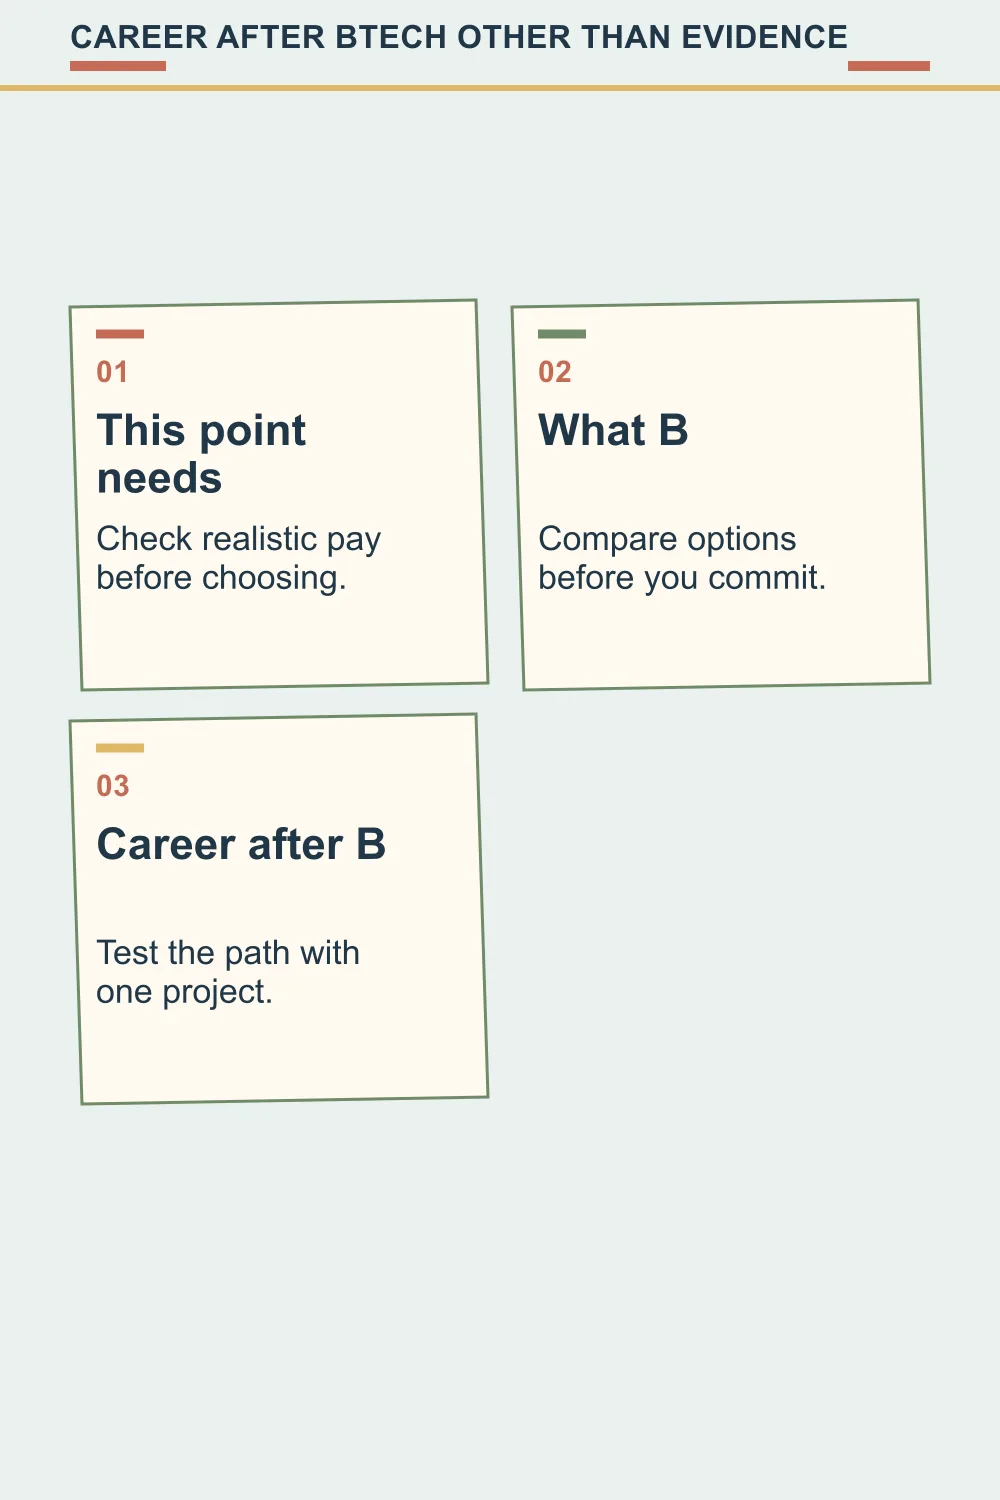 CAREER AFTER BTECH OTHER THAN EVIDENCE
01
This point
needs
Check realistic pay
before choosing.
02
What B
Compare options
before you commit.
03
Career after B
Test the path with
one project.